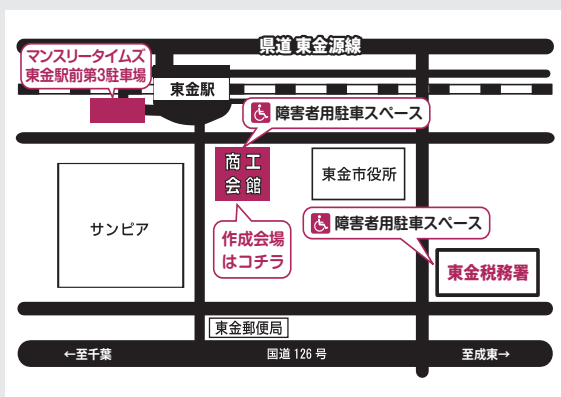 県道 東金源線
マンスリータイムズ
東金駅前第3駐車場
東金駅
障害者用駐車スペース
商工
会館
東金市役所
サンピア
障害者用駐車スペース
作成会場
はコチラ
東金税務署
東金郵便局
←至千葉
国道126号
至成東→